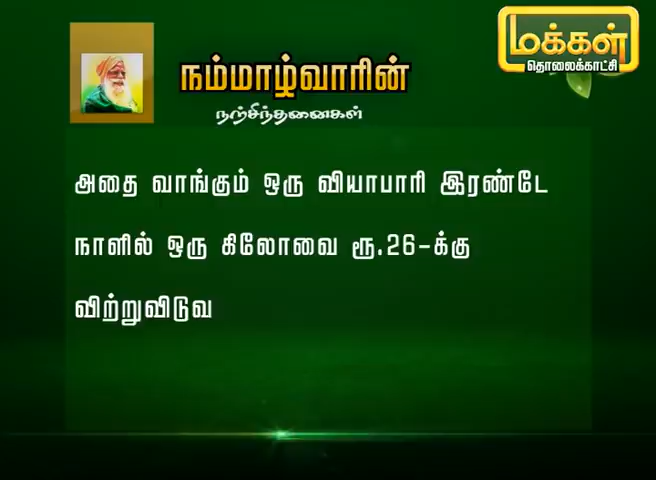 மக்கள்
தொலைக்காட்சி
நம்மாழ்வாரின்
நற்சிந்தனைகள்
அதை வாங்கும் ஒரு வியாபாரி இரண்டே
நாளில் ஒரு கிலோவை ரூ.26-க்கு
விற்றுவிடுவ